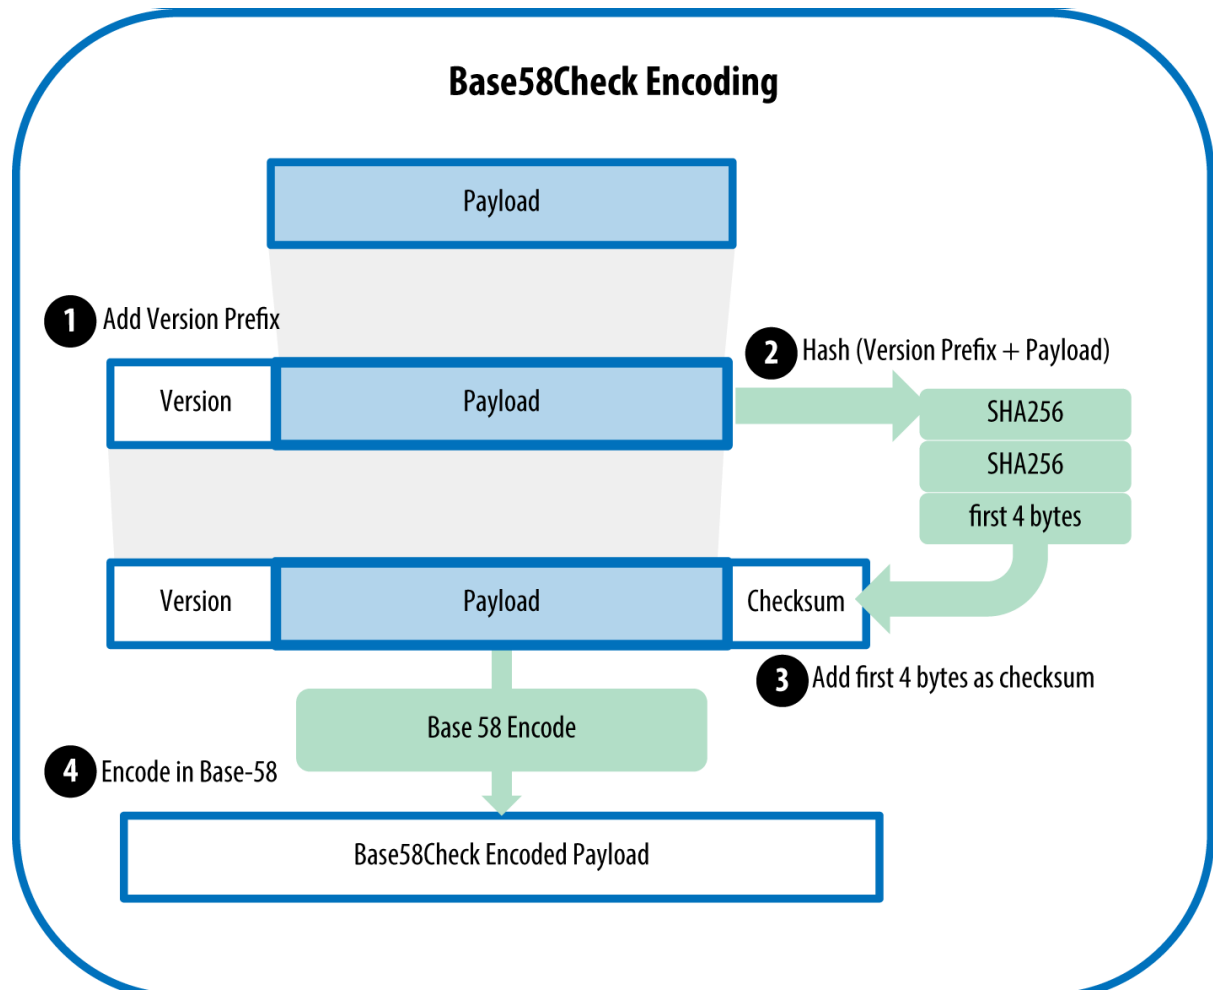 Base58Check Encoding
Payload
1 Add Version Prefix
2 Hash (Version Prefix + Payload)
Version Payload
SHA256
SHA256
first 4 bytes
Version Payload Checksum
3 Add first 4 bytes as checksum
Base 58 Encode
4 Encode in Base-58
Base58Check Encoded Payload